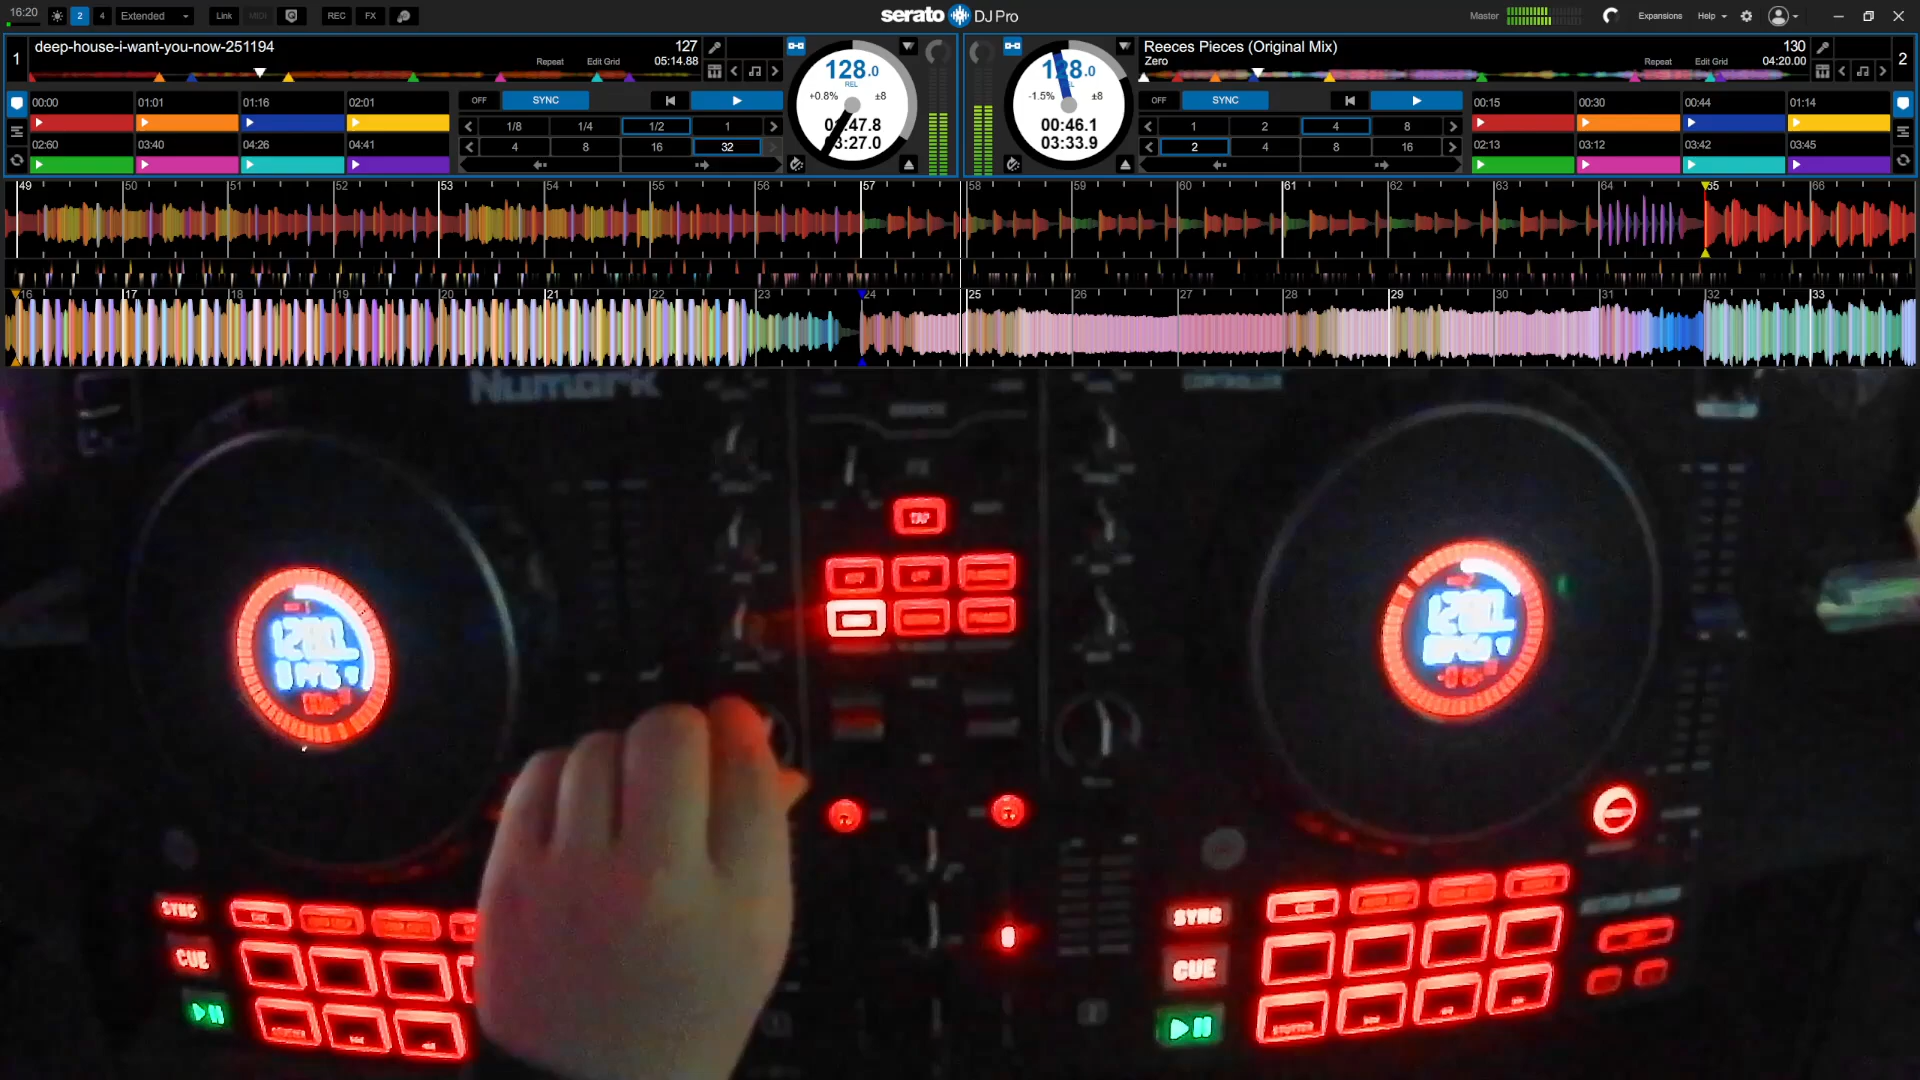 16:20 2 4 Extended Link MIDI REC FX serato DJ Pro Master Expansions Help
1 deep-house-i-want-you-now-251194 127
05:14.88
Repeat Edit Grid
00:00 01:01 01:16 02:01
02:60 03:40 04:26 04:41
OFF SYNC
1/8 1/4 1/2 1
4 8 16 32
128.0
REL
+0.8% ±8
Reeces Pieces (Original Mix) 130 2
Zero 04:20.00
Repeat Edit Grid
128.0
-1.5% ±8
00:46.1
03:33.9
OFF SYNC
1 2 4 8
2 4 8 16
00:15 00:30 00:44 01:14
02:13 03:12 03:42 03:45
49 50 51 52 53 54 55 56 57 58 59 60 61 62 63 64 65 66
16 17 18 19 20 21 22 23 24 25 26 27 28 29 30 31 32 33
Numark
TAP
SYNC
CUE
SYNC
CUE